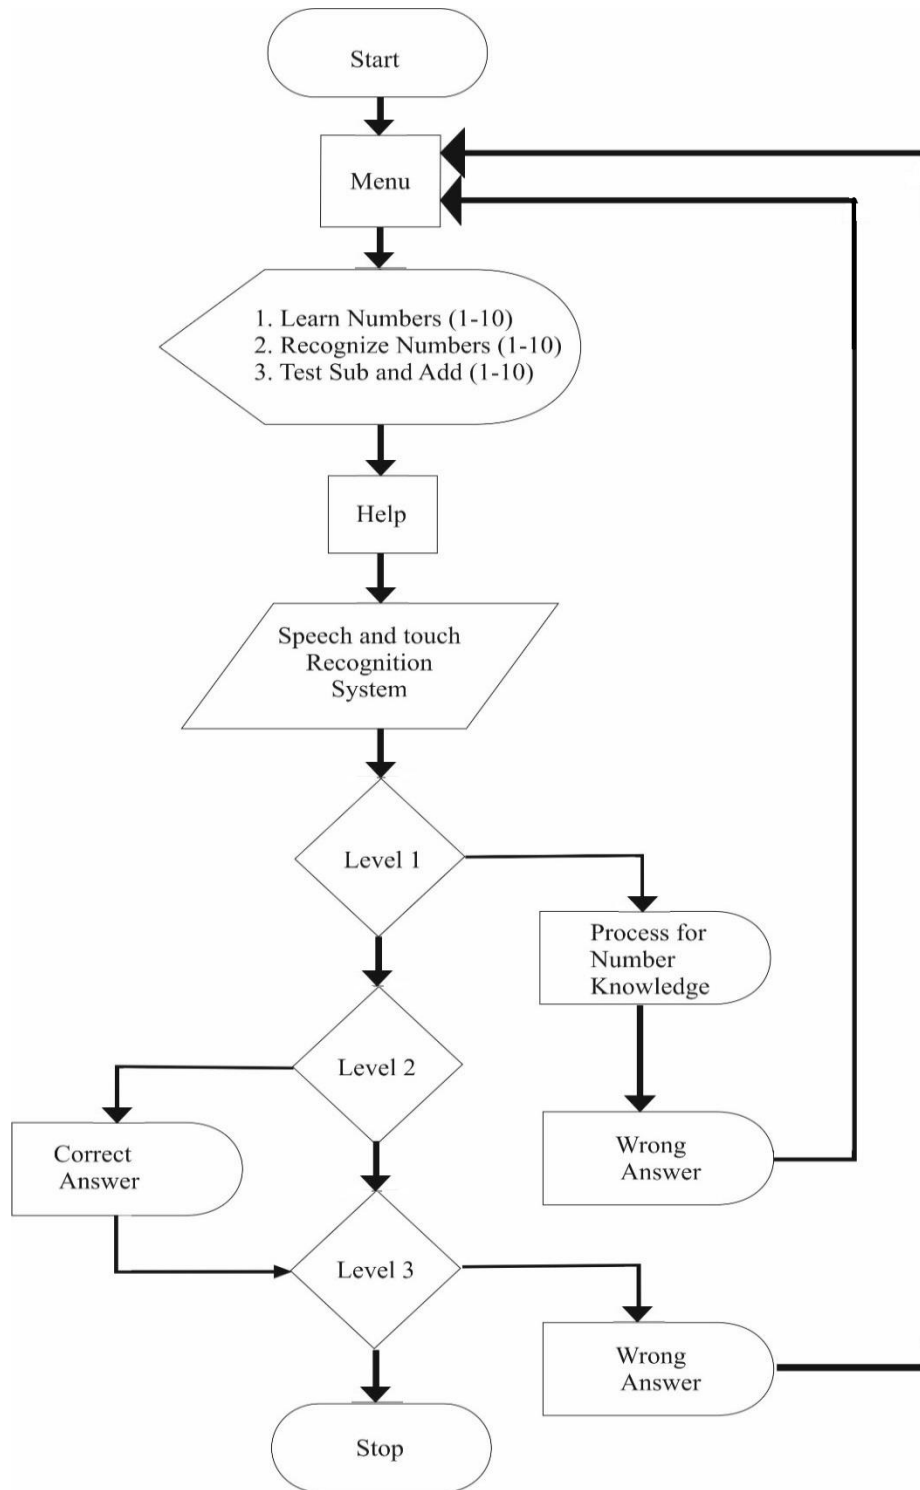 Start
Menu
1. Learn Numbers (1-10)
2. Recognize Numbers (1-10)
3. Test Sub and Add (1-10)
Help
Speech and touch
Recognition
System
Level 1
Process for
Number
Knowledge
Level 2
Correct
Answer
Wrong
Answer
Level 3
Wrong
Answer
Stop